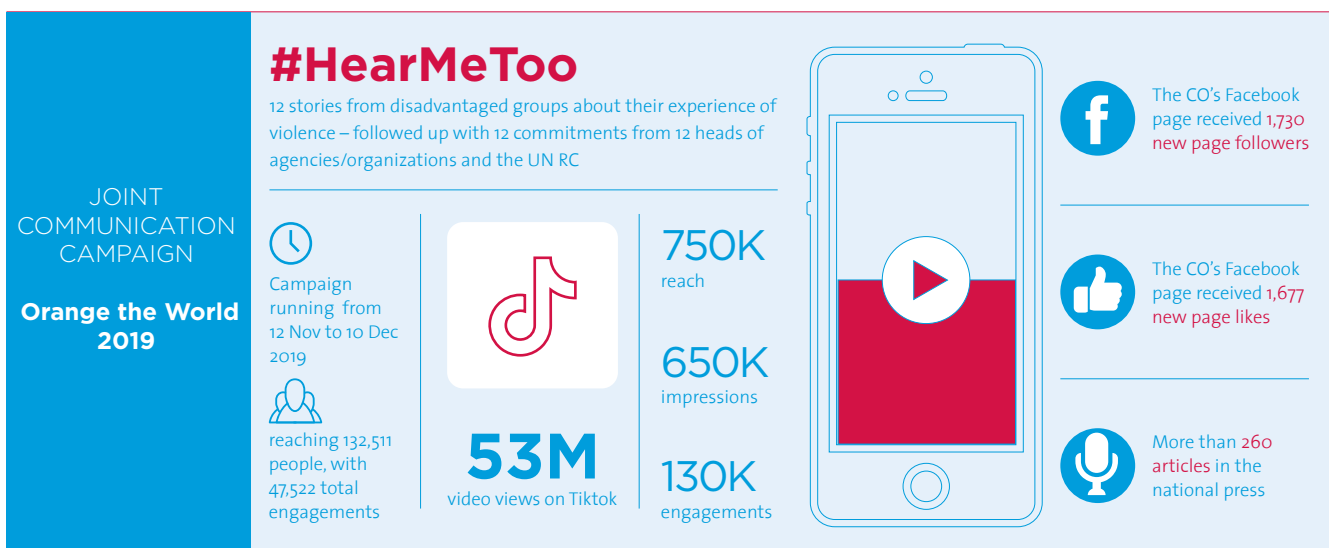 JOINT
COMMUNICATION
CAMPAIGN
Orange the World
2019
#HearMeToo
12 stories from disadvantaged groups about their experience of
violence – followed up with 12 commitments from 12 heads of
agencies/organizations and the UN RC
Campaign
running from
12 Nov to 10 Dec
2019
reaching 132,511
people, with
47,522 total
engagements
53M
video views on Tiktok
750K
reach
650K
impressions
130K
engagements
The CO's Facebook
page received 1,730
new page followers
The CO's Facebook
page received 1,677
new page likes
More than 260
articles in the
national press